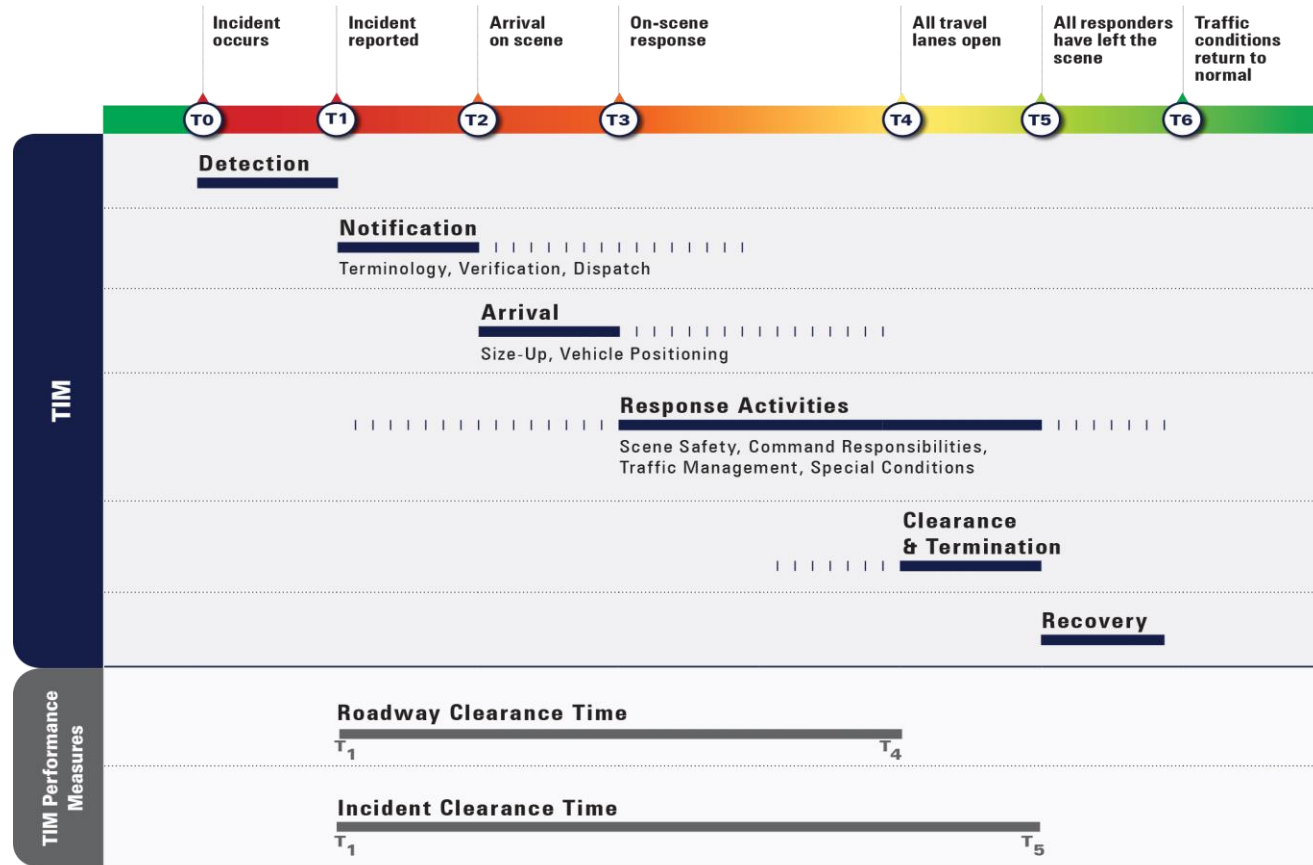 Incident
occurs
Incident
reported
Arrival
on scene
On-scene
response
All travel
lanes open
All responders
have left the
scene
Traffic
conditions
return to
normal
T0
T1
T2
T3
T4
T5
T6
TIM
Detection
Notification
Terminology, Verification, Dispatch
Arrival
Size-Up, Vehicle Positioning
Response Activities
Scene Safety, Command Responsibilities,
Traffic Management, Special Conditions
Clearance
& Termination
Recovery
TIM Performance
Measures
Roadway Clearance Time
T1
T4
Incident Clearance Time
T1
T5